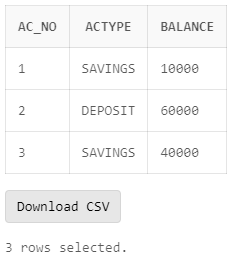 AC_NO ACTYPE BALANCE
1 SAVINGS 10000
2 DEPOSIT 60000
3 SAVINGS 40000
Download CSV
3 rows selected.